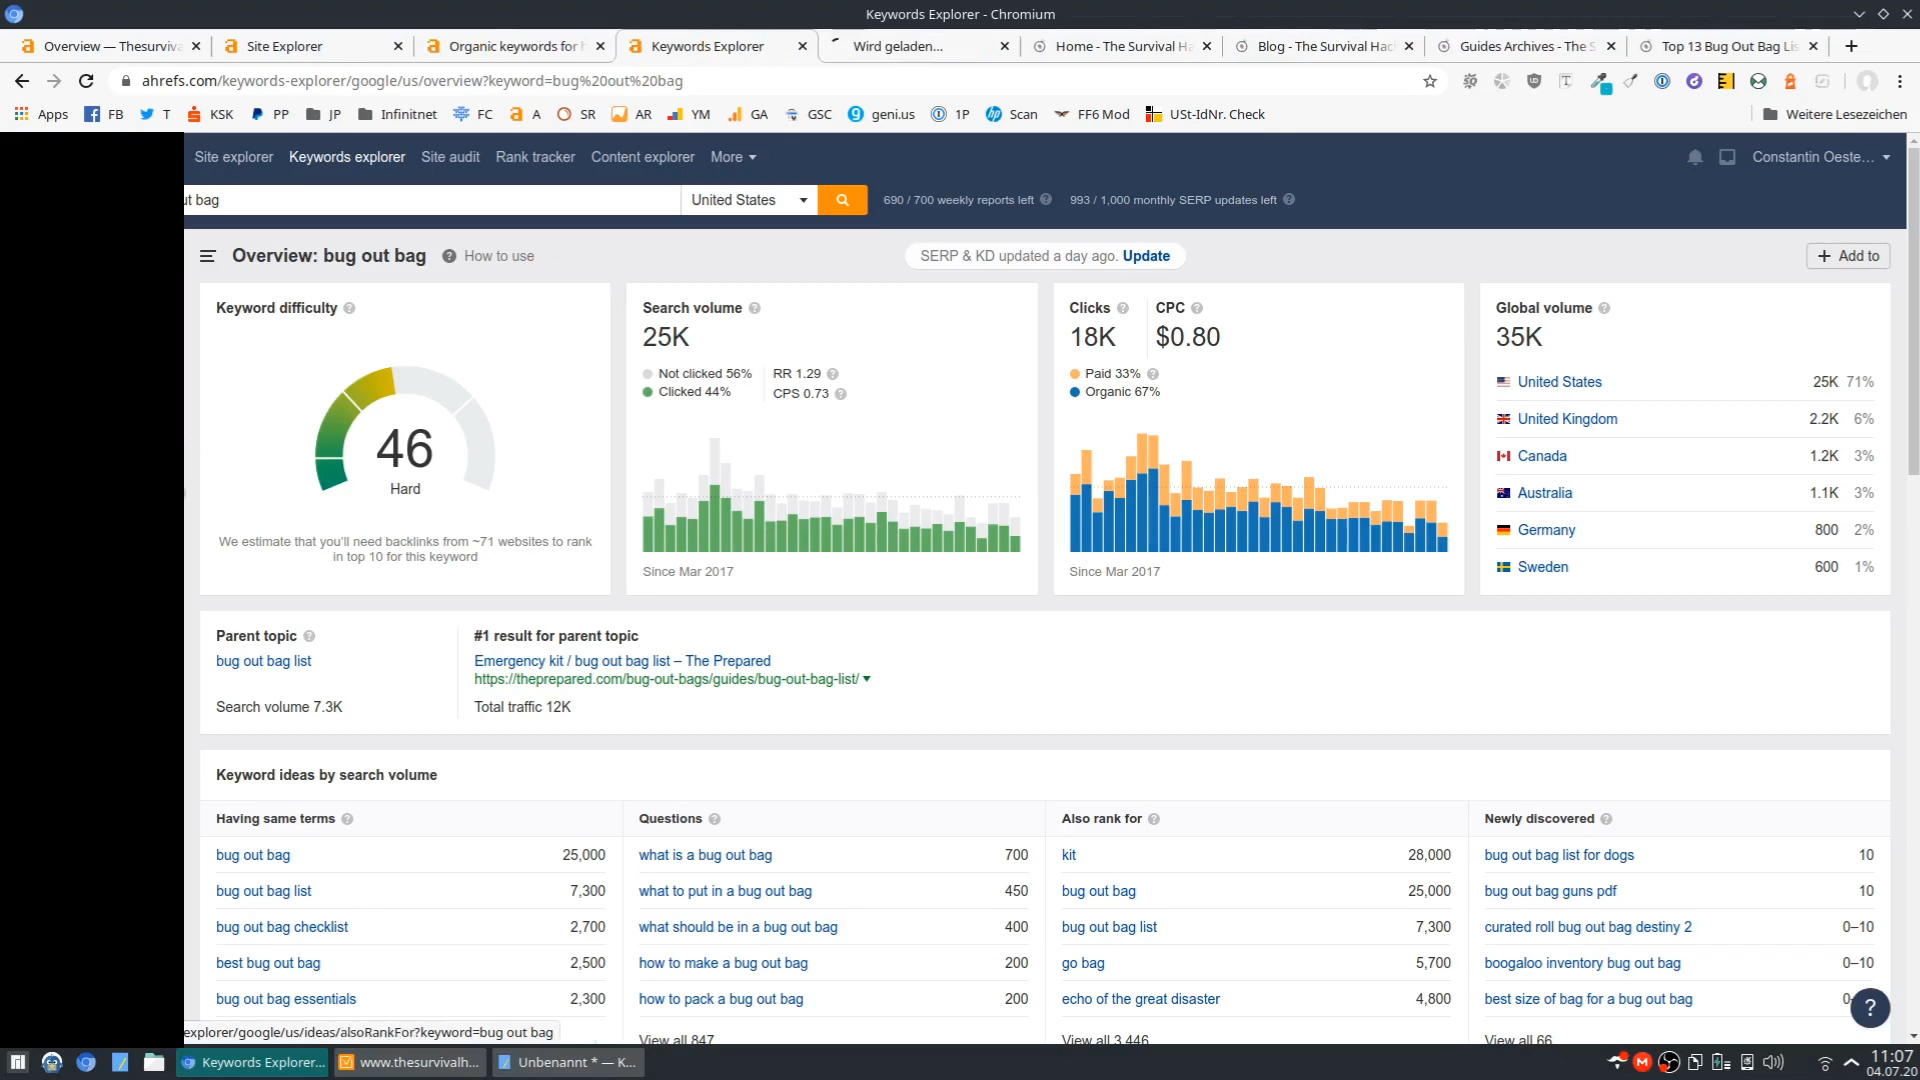 Keywords Explorer - Chromium
Overview — Thesurviva
Site Explorer
Organic keywords for h
Keywords Explorer
Wird geladen...
Home - The Survival Ha
Blog - The Survival Hac
Guides Archives - The S
Top 13 Bug Out Bag Lis
ahrefs.com/keywords-explorer/google/us/overview?keyword=bug%20out%20bag
Apps FB T KSK PP JP Infinitnet FC A SR AR YM GA GSC geni.us 1P Scan FF6 Mod USt-IdNr. Check Weitere Lesezeichen
Site explorer Keywords explorer Site audit Rank tracker Content explorer More Constantin Oeste...
ut bag United States 690 / 700 weekly reports left 993 / 1,000 monthly SERP updates left
Overview: bug out bag How to use SERP & KD updated a day ago. Update + Add to
Keyword difficulty
46
Hard
We estimate that you'll need backlinks from ~71 websites to rank
in top 10 for this keyword
Search volume
25K
Not clicked 56% RR 1.29
Clicked 44% CPS 0.73
Since Mar 2017
Clicks CPC
18K $0.80
Paid 33%
Organic 67%
Since Mar 2017
Global volume
35K
United States 25K 71%
United Kingdom 2.2K 6%
Canada 1.2K 3%
Australia 1.1K 3%
Germany 800 2%
Sweden 600 1%
Parent topic
bug out bag list
Search volume 7.3K
#1 result for parent topic
Emergency kit / bug out bag list – The Prepared
https://theprepared.com/bug-out-bags/guides/bug-out-bag-list/
Total traffic 12K
Keyword ideas by search volume
Having same terms
bug out bag 25,000
bug out bag list 7,300
bug out bag checklist 2,700
best bug out bag 2,500
bug out bag essentials 2,300
Questions
what is a bug out bag 700
what to put in a bug out bag 450
what should be in a bug out bag 400
how to make a bug out bag 200
how to pack a bug out bag 200
View all 847
Also rank for
kit 28,000
bug out bag 25,000
bug out bag list 7,300
go bag 5,700
echo of the great disaster 4,800
View all 3,446
Newly discovered
bug out bag list for dogs 10
bug out bag guns pdf 10
curated roll bug out bag destiny 2 0–10
boogaloo inventory bug out bag 0–10
best size of bag for a bug out bag 0–
View all 66
?
explorer/google/us/ideas/alsoRankFor?keyword=bug out bag
Keywords Explorer...
www.thesurvivalh...
Unbenannt * — K...
11:07
04.07.20